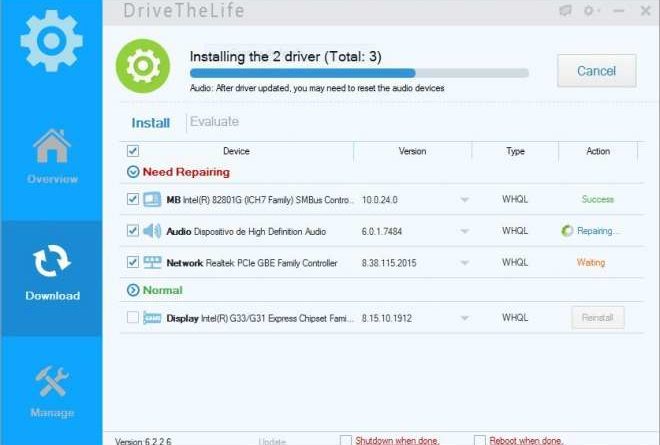 DriveTheLife
Installing the 2 driver (Total: 3)
Cancel
Audio: After driver updated, you may need to reset the audio devices
Install Evaluate
Device Version Type Action
Need Repairing
MB Intel(R) 82801G (ICH7 Family) SMBus Contro... 10.0.24.0 WHQL Success
Audio Dispositivo de High Definition Audio 6.0.1.7484 WHQL Repairing...
Network Realtek PCIe GBE Family Controller 8.38.115.2015 WHQL Waiting
Normal
Display Intel(R) G33/G31 Express Chipset Fami... 8.15.10.1912 WHQL Reinstall
Overview
Download
Manage
Version:6.2.2.6 Update Shutdown when done. Reboot when done.